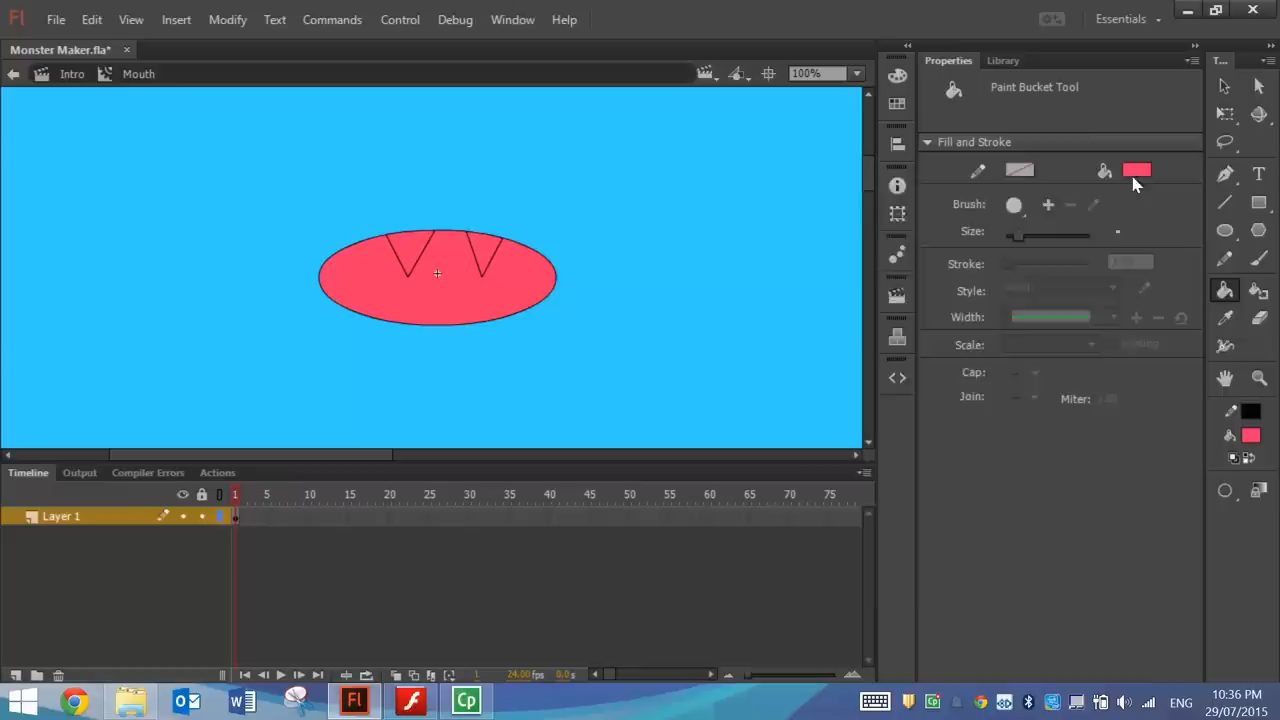 Fl File Edit View Insert Modify Text Commands Control Debug Window Help Essentials
Monster Maker.fla* ×
Intro Mouth 100%
Properties Library T...
Paint Bucket Tool
Fill and Stroke
Brush:
Size:
Stroke:
Style:
Width:
Scale:
Cap:
Join: Miter:
Timeline Output Compiler Errors Actions
1 5 10 15 20 25 30 35 40 45 50 55 60 65 70 75
Layer 1
1 24.00 fps 0.0 s
Fl Cp ENG 10:36 PM
29/07/2015